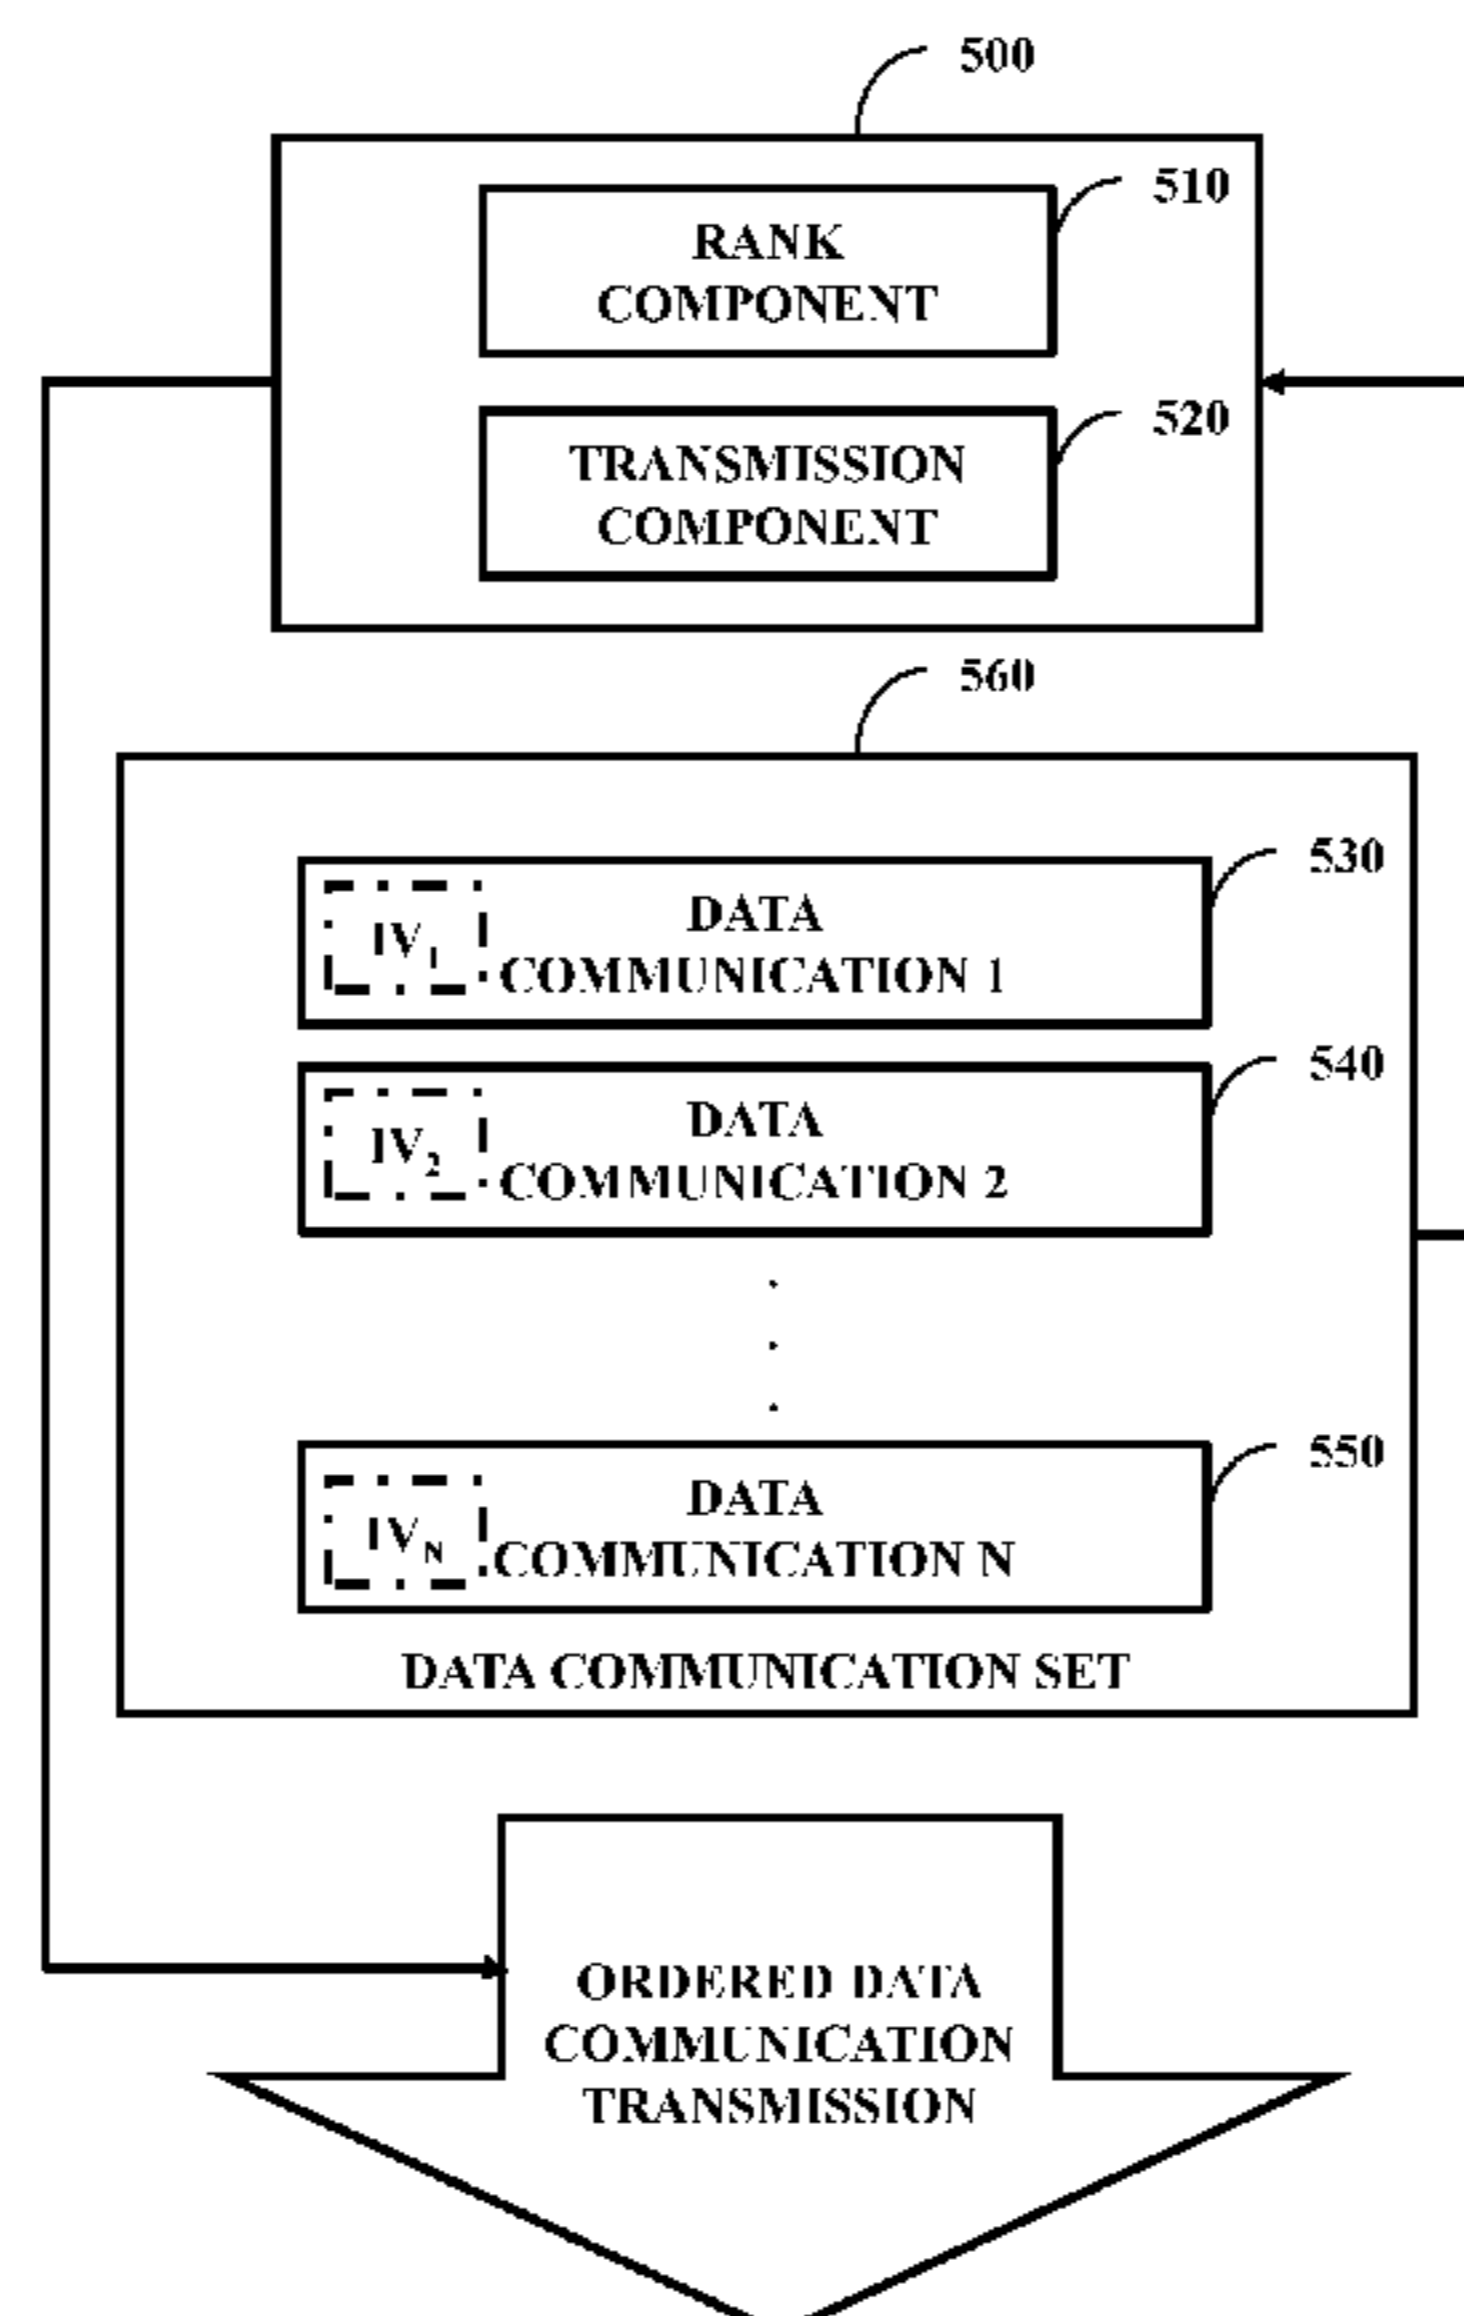 500
510
RANK
COMPONENT
520
TRANSMISSION
COMPONENT
560
530
IV1
DATA
COMMUNICATION 1
540
IV2
DATA
COMMUNICATION 2
.
.
.
550
IVN
DATA
COMMUNICATION N
DATA COMMUNICATION SET
ORDERED DATA
COMMUNICATION
TRANSMISSION